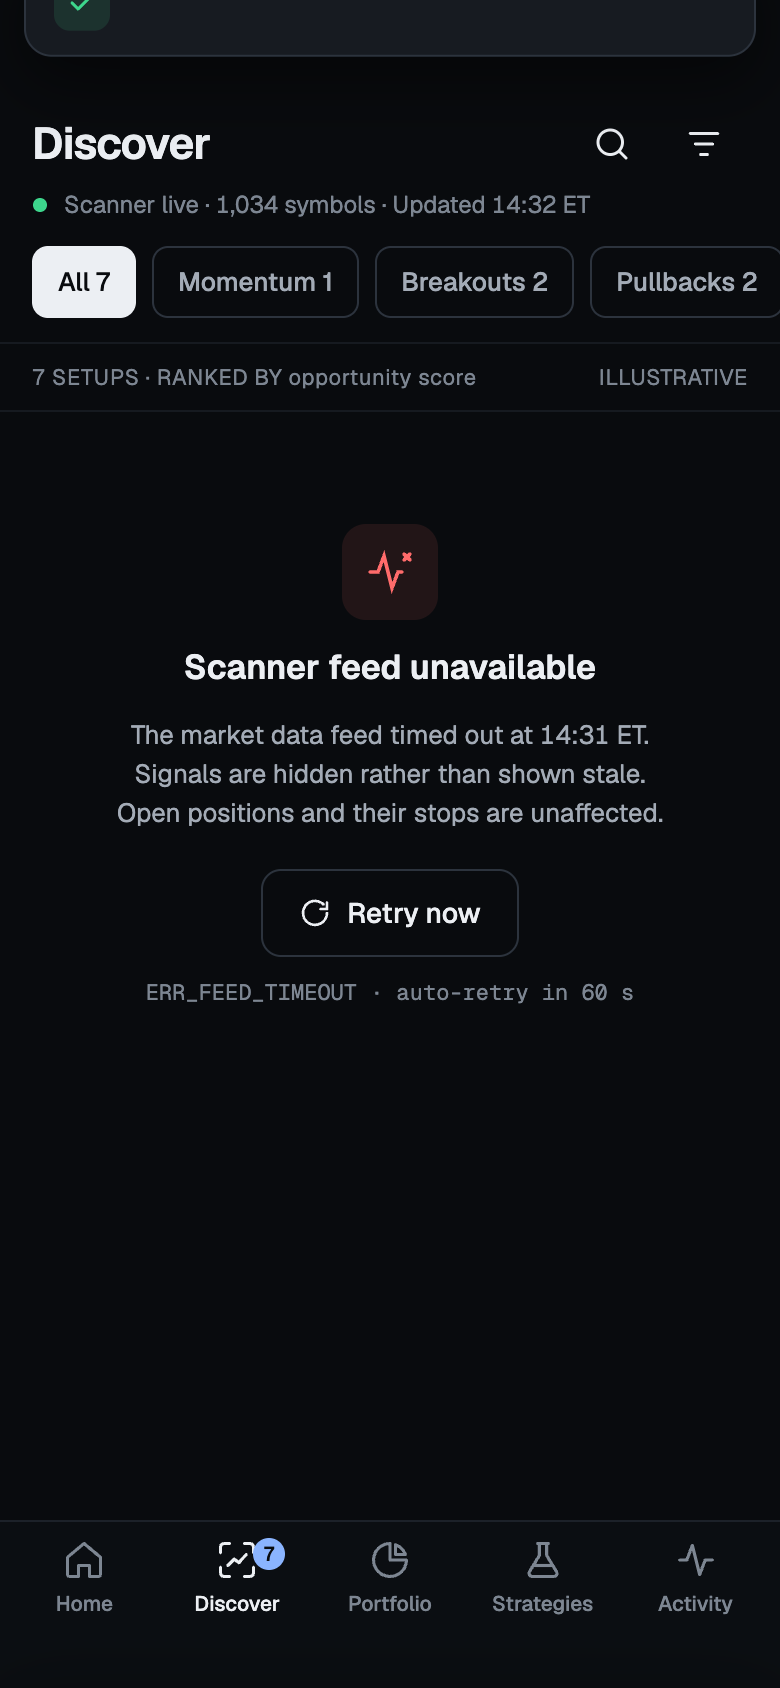 Discover
Scanner live · 1,034 symbols · Updated 14:32 ET
All 7
Momentum 1
Breakouts 2
Pullbacks 2
7 SETUPS · RANKED BY opportunity score
ILLUSTRATIVE
Scanner feed unavailable
The market data feed timed out at 14:31 ET.
Signals are hidden rather than shown stale.
Open positions and their stops are unaffected.
Retry now
ERR_FEED_TIMEOUT · auto-retry in 60 s
7
Home
Discover
Portfolio
Strategies
Activity